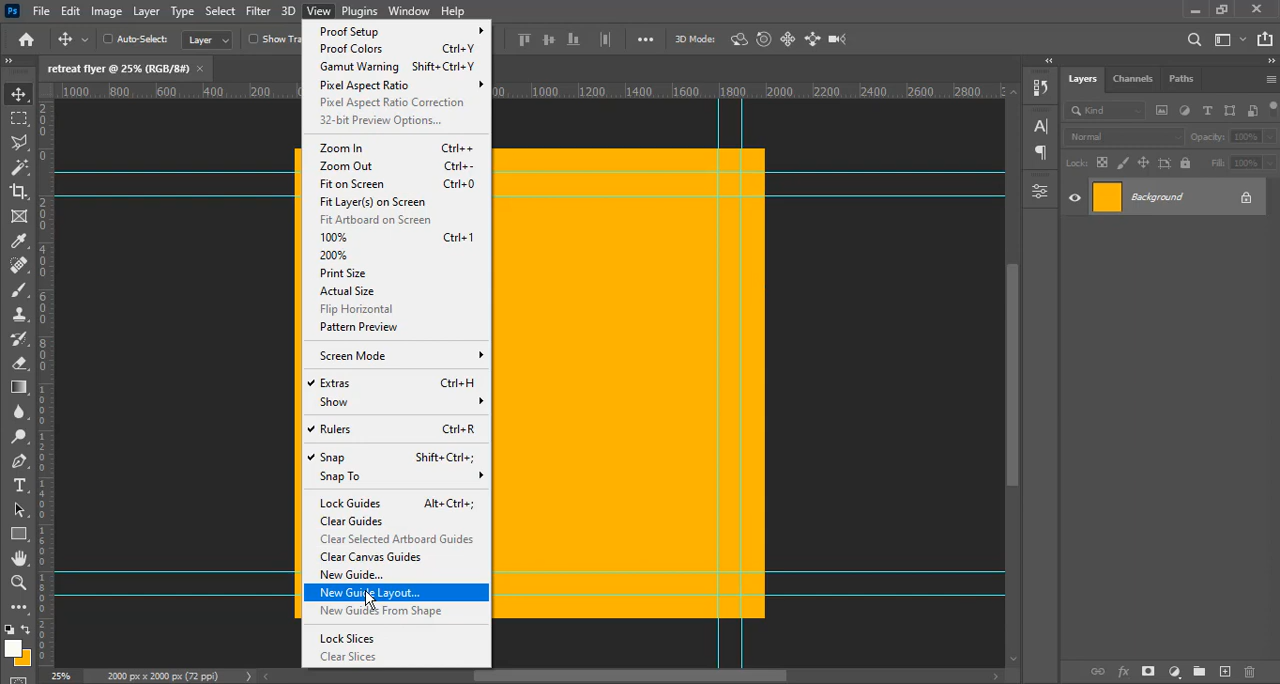 Ps File Edit Image Layer Type Select Filter 3D View Plugins Window Help
Auto-Select: Layer Show Tra 3D Mode:
retreat flyer @ 25% (RGB/8#) ×
1000 800 600 400 200 0 1000 1200 1400 1600 1800 2000 2200 2400 2600 2800
Proof Setup
Proof Colors Ctrl+Y
Gamut Warning Shift+Ctrl+Y
Pixel Aspect Ratio
Pixel Aspect Ratio Correction
32-bit Preview Options...
Zoom In Ctrl++
Zoom Out Ctrl+-
Fit on Screen Ctrl+0
Fit Layer(s) on Screen
Fit Artboard on Screen
100% Ctrl+1
200%
Print Size
Actual Size
Flip Horizontal
Pattern Preview
Screen Mode
Extras Ctrl+H
Show
Rulers Ctrl+R
Snap Shift+Ctrl+;
Snap To
Lock Guides Alt+Ctrl+;
Clear Guides
Clear Selected Artboard Guides
Clear Canvas Guides
New Guide...
New Guide Layout...
New Guides From Shape
Lock Slices
Clear Slices
Layers Channels Paths
Kind
Normal Opacity: 100%
Lock: Fill: 100%
Background
25% 2000 px x 2000 px (72 ppi)